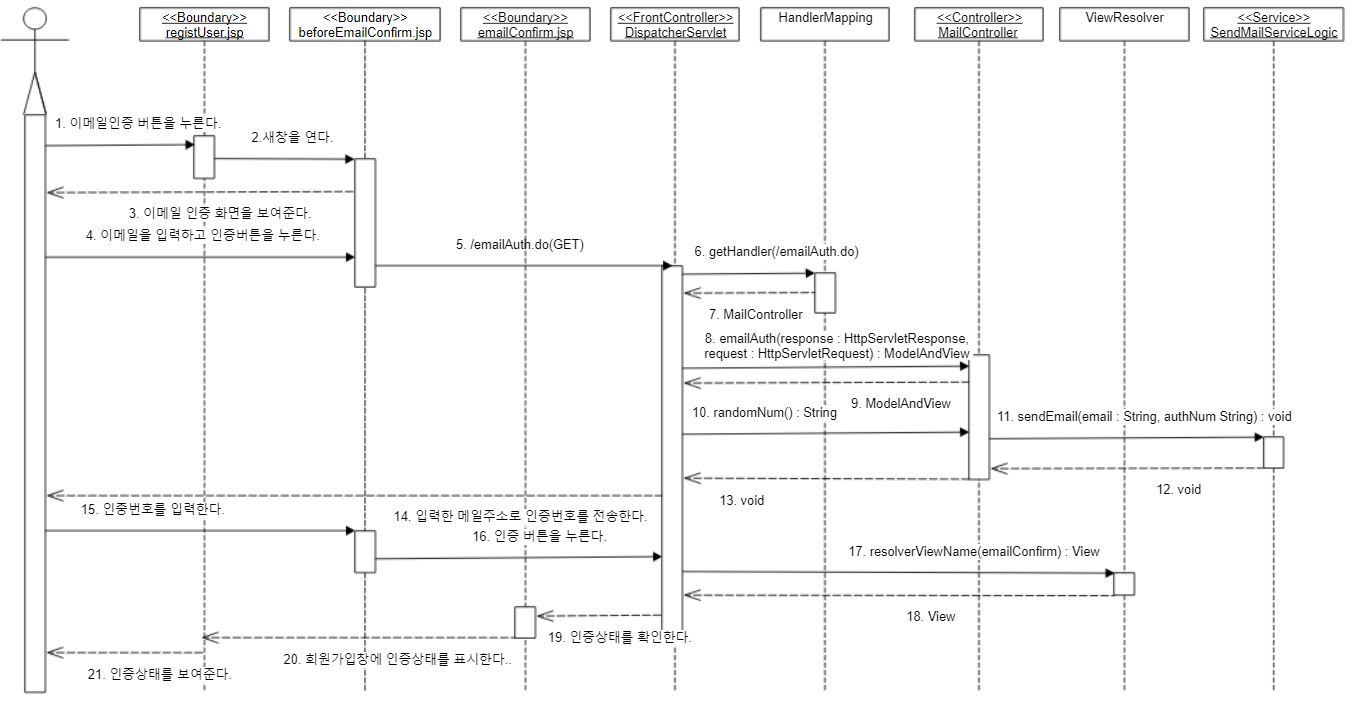 <<Boundary>>
registUser.jsp
<<Boundary>>
beforeEmailConfirm.jsp
<<Boundary>>
emailConfirm.jsp
<<FrontController>>
DispatcherServlet
HandlerMapping
<<Controller>>
MailController
ViewResolver
<<Service>>
SendMailServiceLogic
1. 이메일인증 버튼을 누른다.
2.새창을 연다.
3. 이메일 인증 화면을 보여준다.
4. 이메일을 입력하고 인증버튼을 누른다.
5. /emailAuth.do(GET)
6. getHandler(/emailAuth.do)
7. MailController
8. emailAuth(response : HttpServletResponse,
request : HttpServletRequest) : ModelAndView
9. ModelAndView
10. randomNum() : String
11. sendEmail(email : String, authNum String) : void
12. void
13. void
14. 입력한 메일주소로 인증번호를 전송한다.
15. 인증번호를 입력한다.
16. 인증 버튼을 누른다.
17. resolverViewName(emailConfirm) : View
18. View
19. 인증상태를 확인한다.
20. 회원가입창에 인증상태를 표시한다..
21. 인증상태를 보여준다.